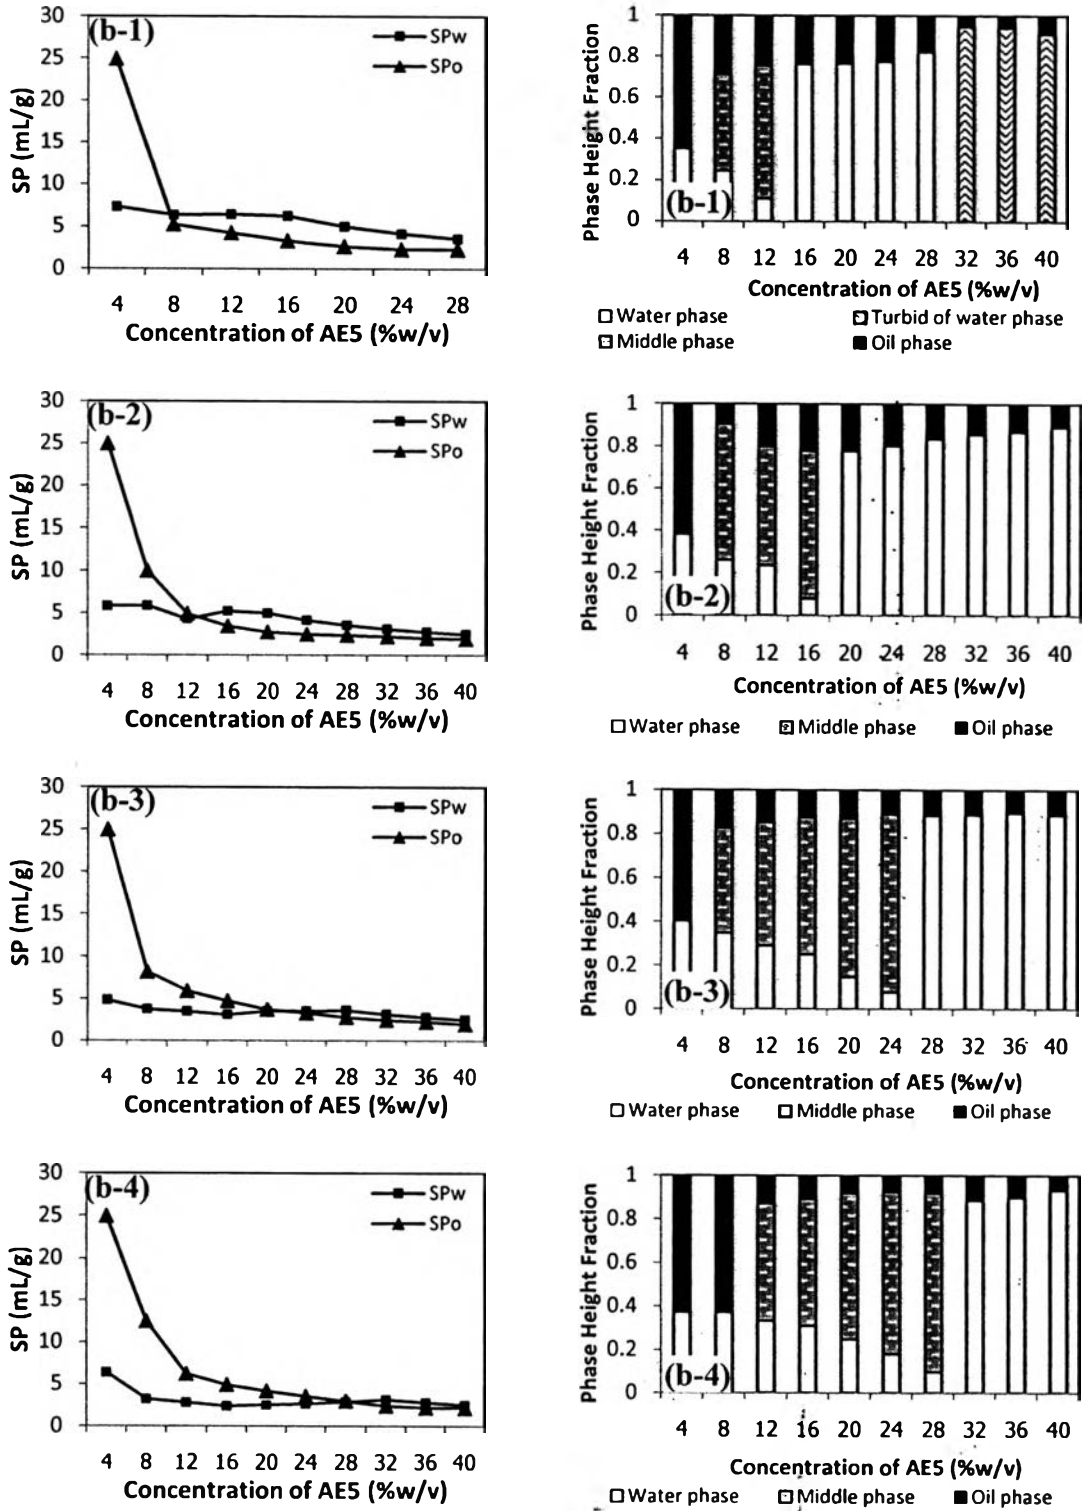 (b-1)
SPw
SPo
SP (mL/g)
30
25
20
15
10
5
0
4 8 12 16 20 24 28
Concentration of AE5 (%w/v)
Phase Height Fraction
1
0.8
0.6
0.4
0.2
0
(b-1)
4 8 12 16 20 24 28 32 36 40
Concentration of AE5 (%w/v)
Water phase Turbid of water phase
Middle phase Oil phase
(b-2)
SPw
SPo
SP (mL/g)
30
25
20
15
10
5
0
4 8 12 16 20 24 28 32 36 40
Concentration of AE5 (%w/v)
Phase Height Fraction
1
0.8
0.6
0.4
0.2
0
(b-2)
4 8 12 16 20 24 28 32 36 40
Concentration of AE5 (%w/v)
Water phase Middle phase Oil phase
(b-3)
SPw
SPo
SP (mL/g)
30
25
20
15
10
5
0
4 8 12 16 20 24 28 32 36 40
Concentration of AE5 (%w/v)
Phase Height Fraction
1
0.8
0.6
0.4
0.2
0
(b-3)
4 8 12 16 20 24 28 32 36 40
Concentration of AE5 (%w/v)
Water phase Middle phase Oil phase
(b-4)
SPw
SPo
SP (mL/g)
30
25
20
15
10
5
0
4 8 12 16 20 24 28 32 36 40
Concentration of AE5 (%w/v)
Phase Height Fraction
1
0.8
0.6
0.4
0.2
0
(b-4)
4 8 12 16 20 24 28 32 36 40
Concentration of AE5 (%w/v)
Water phase Middle phase Oil phase